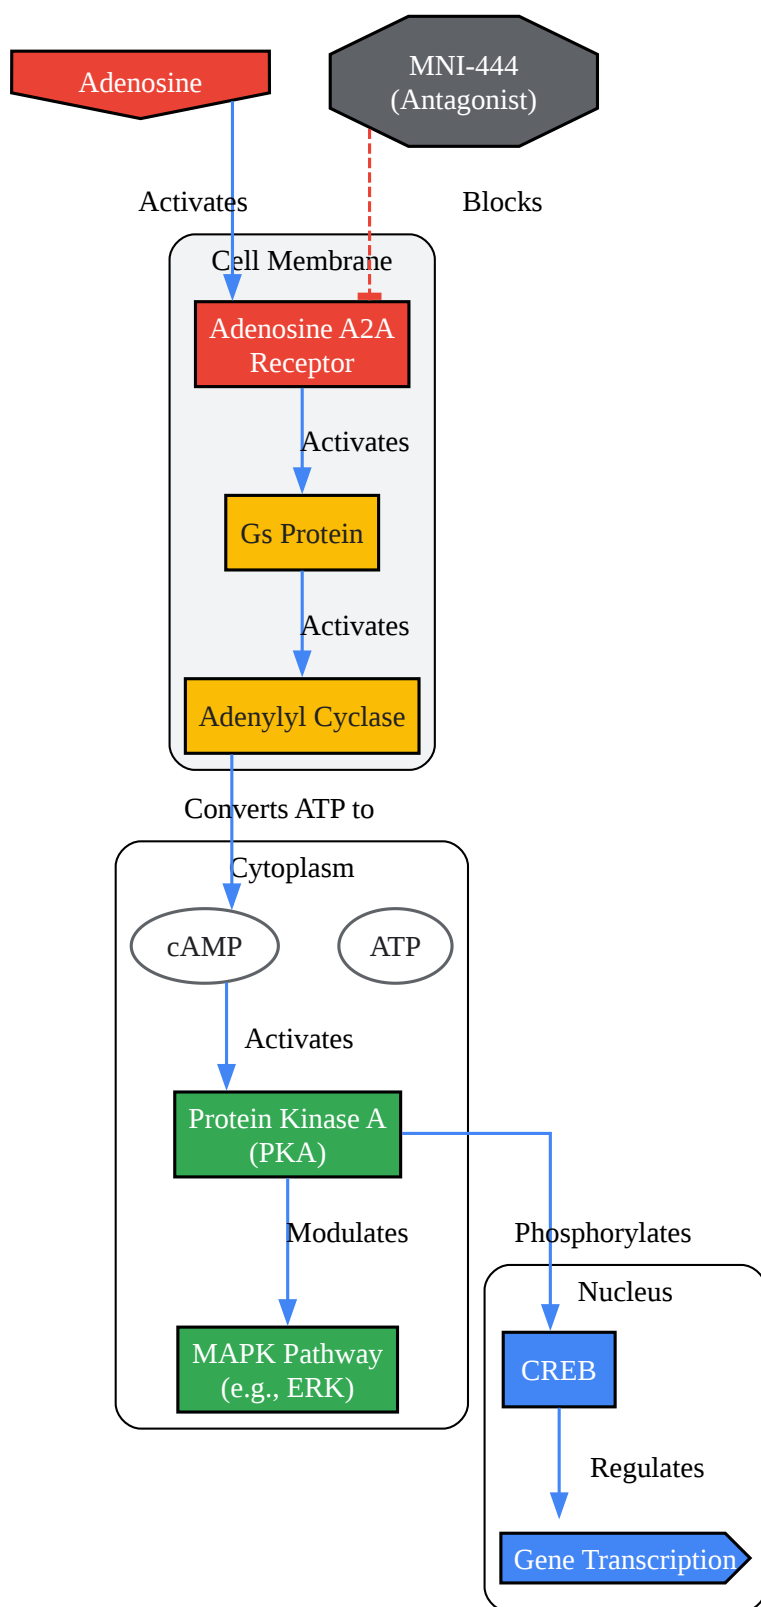 Adenosine
MNI-444
(Antagonist)
Activates
Blocks
Cell Membrane
Adenosine A2A
Receptor
Activates
Gs Protein
Activates
Adenylyl Cyclase
Converts ATP to
Cytoplasm
cAMP
ATP
Activates
Protein Kinase A
(PKA)
Modulates
Phosphorylates
Nucleus
MAPK Pathway
(e.g., ERK)
CREB
Regulates
Gene Transcription